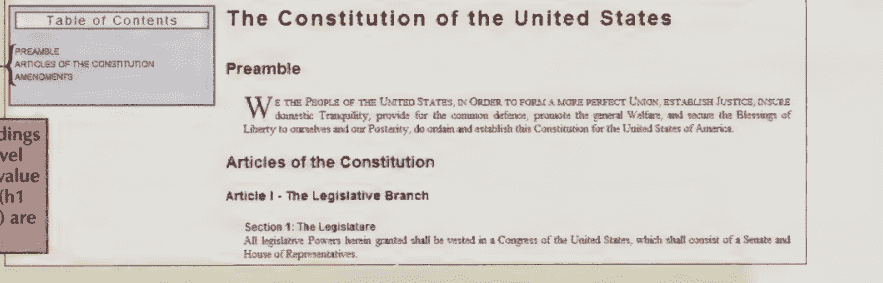 Table of Contents
PREAMBLE
ARTICLES OF THE CONSTITUTION
AMENDMENTS
dings
vel
value
(h1
) are
The Constitution of the United States
Preamble
WE THE PEOPLE OF THE UNITED STATES, IN ORDER TO FORM A MORE PERFECT UNION, ESTABLISH JUSTICE, INSURE
domestic Tranquility, provide for the common defence, promote the general Welfare, and secure the Blessings of
Liberty to ourselves and our Posterity, do ordain and establish this Constitution for the United States of America.
Articles of the Constitution
Article I - The Legislative Branch
Section 1: The Legislature
All legislative Powers herein granted shall be vested in a Congress of the United States, which shall consist of a Senate and
House of Representatives.